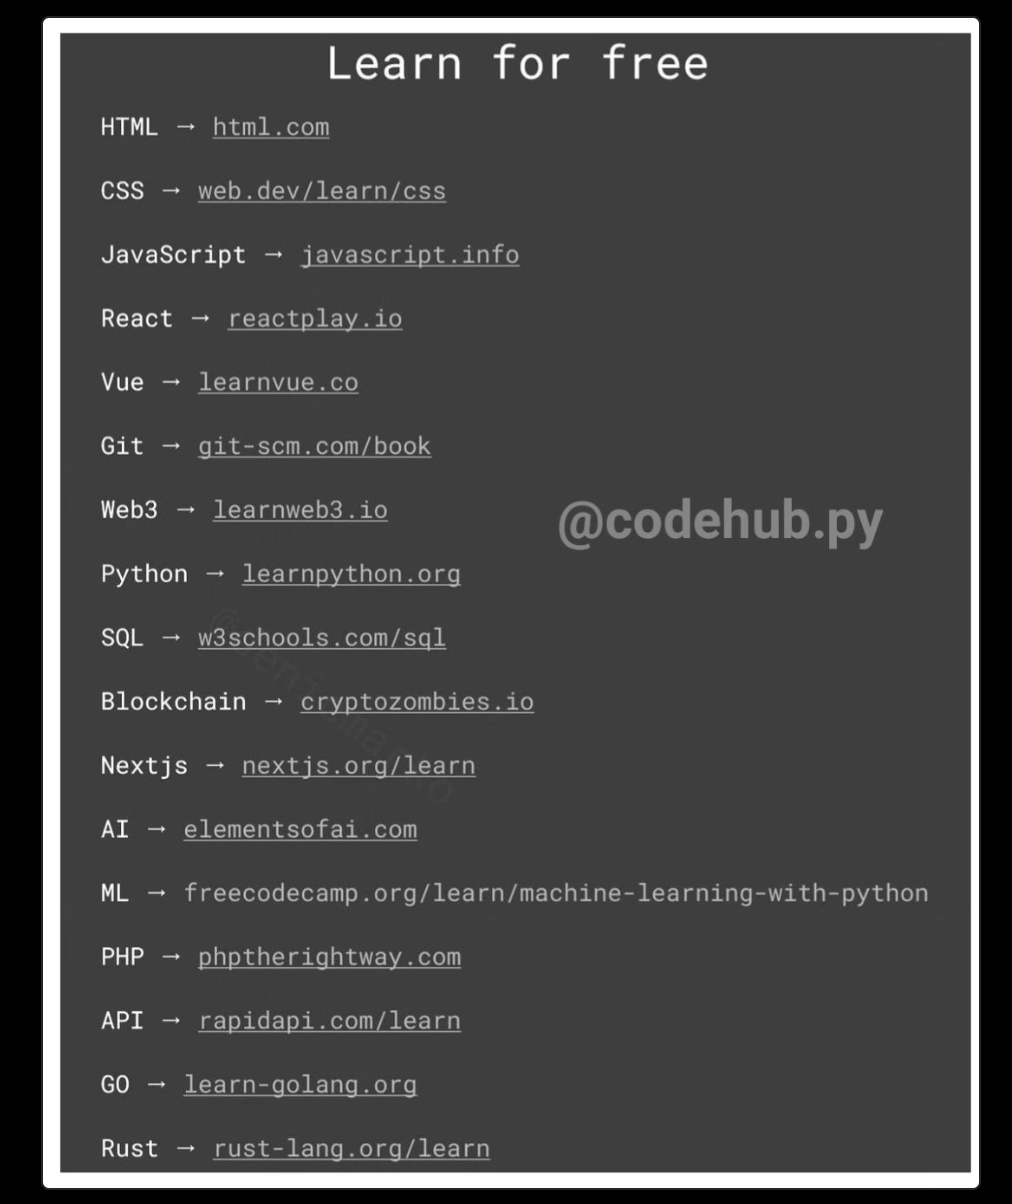 Learn for free
HTML → html.com
CSS → web.dev/learn/css
JavaScript → javascript.info
React → reactplay.io
Vue → learnvue.co
Git → git-scm.com/book
Web3 → learnweb3.io
@codehub.py
Python → learnpython.org
SQL → w3schools.com/sql
Blockchain → cryptozombies.io
Nextjs → nextjs.org/learn
AI → elementsofai.com
ML → freecodecamp.org/learn/machine-learning-with-python
PHP → phptherightway.com
API → rapidapi.com/learn
GO → learn-golang.org
Rust → rust-lang.org/learn